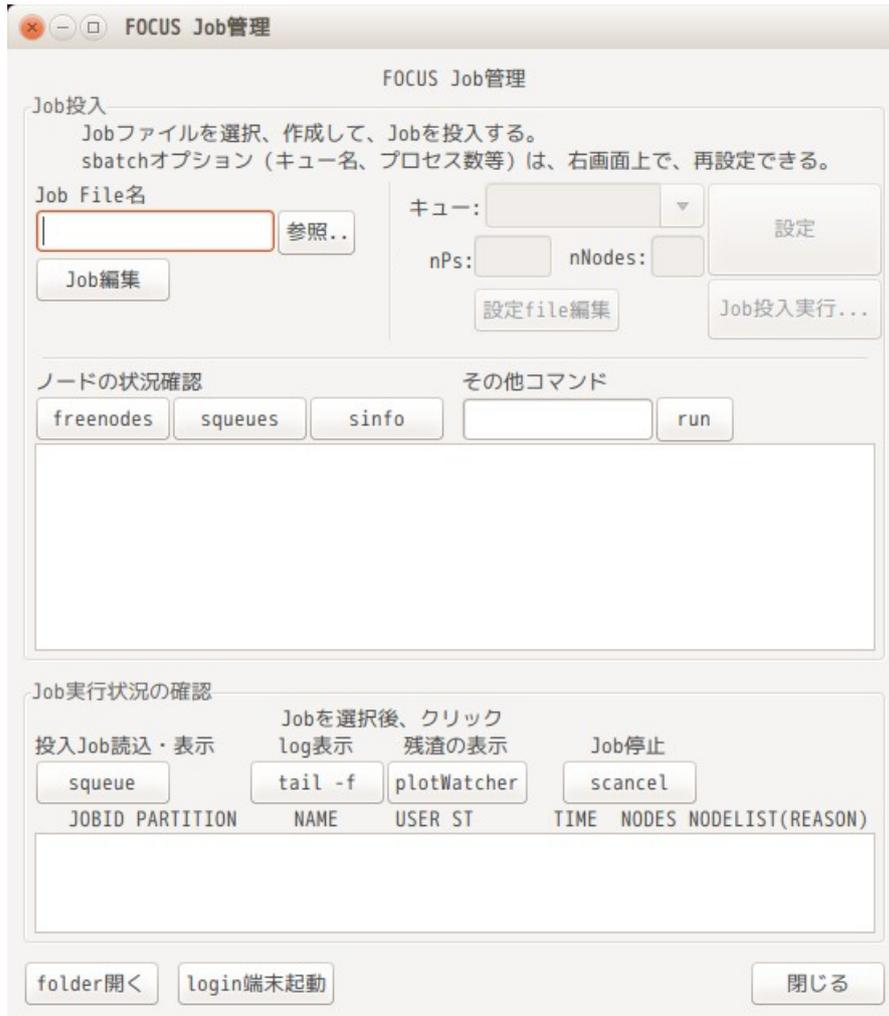 FOCUS Job管理
FOCUS Job管理
Job投入
Jobファイルを選択、作成して、Jobを投入する。
sbatchオプション（キュー名、プロセス数等）は、右画面上で、再設定できる。
Job File名
参照..
Job編集
キュー:
設定
nPs:
nNodes:
設定file編集
Job投入実行...
ノードの状況確認
その他コマンド
freenodes
squeues
sinfo
run
Job実行状況の確認
Jobを選択後、クリック
投入Job読込・表示
log表示
残渣の表示
Job停止
squeue
tail -f
plotWatcher
scancel
JOBID PARTITION NAME USER ST TIME NODES NODELIST(REASON)
folder開く
login端末起動
閉じる